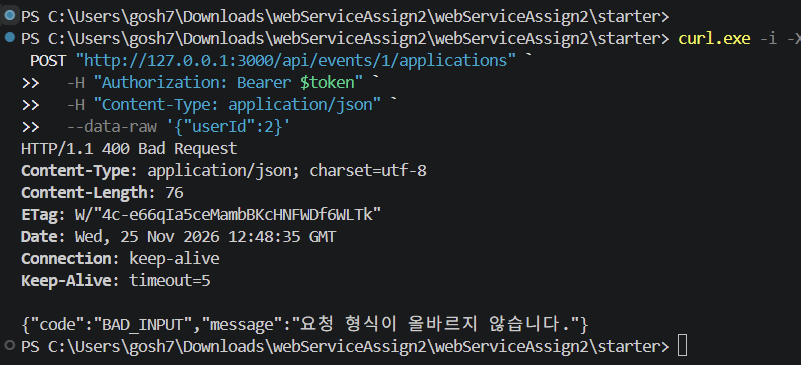 PS C:\Users\gosh7\Downloads\webServiceAssign2\webServiceAssign2\starter>
PS C:\Users\gosh7\Downloads\webServiceAssign2\webServiceAssign2\starter> curl.exe -i -X
 POST "http://127.0.0.1:3000/api/events/1/applications" `
>>   -H "Authorization: Bearer $token" `
>>   -H "Content-Type: application/json" `
>>   --data-raw '{"userId":2}'
HTTP/1.1 400 Bad Request
Content-Type: application/json; charset=utf-8
Content-Length: 76
ETag: W/"4c-e66qIa5ceMambBKcHNFWDf6WLTk"
Date: Wed, 25 Nov 2026 12:48:35 GMT
Connection: keep-alive
Keep-Alive: timeout=5

{"code":"BAD_INPUT","message":"요청 형식이 올바르지 않습니다."}
PS C:\Users\gosh7\Downloads\webServiceAssign2\webServiceAssign2\starter>